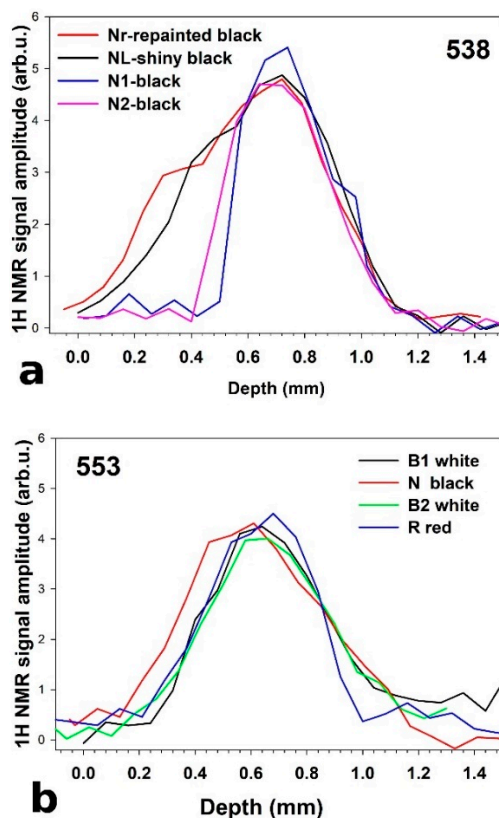 Nr-repainted black
NL-shiny black
N1-black
N2-black
538
1H NMR signal amplitude (arb.u.)
6
5
4
3
2
1
0
0.0 0.2 0.4 0.6 0.8 1.0 1.2 1.4
Depth (mm)
a
553
B1 white
N black
B2 white
R red
1H NMR signal amplitude (arb.u.)
6
5
4
3
2
1
0
0.0 0.2 0.4 0.6 0.8 1.0 1.2 1.4
Depth (mm)
b